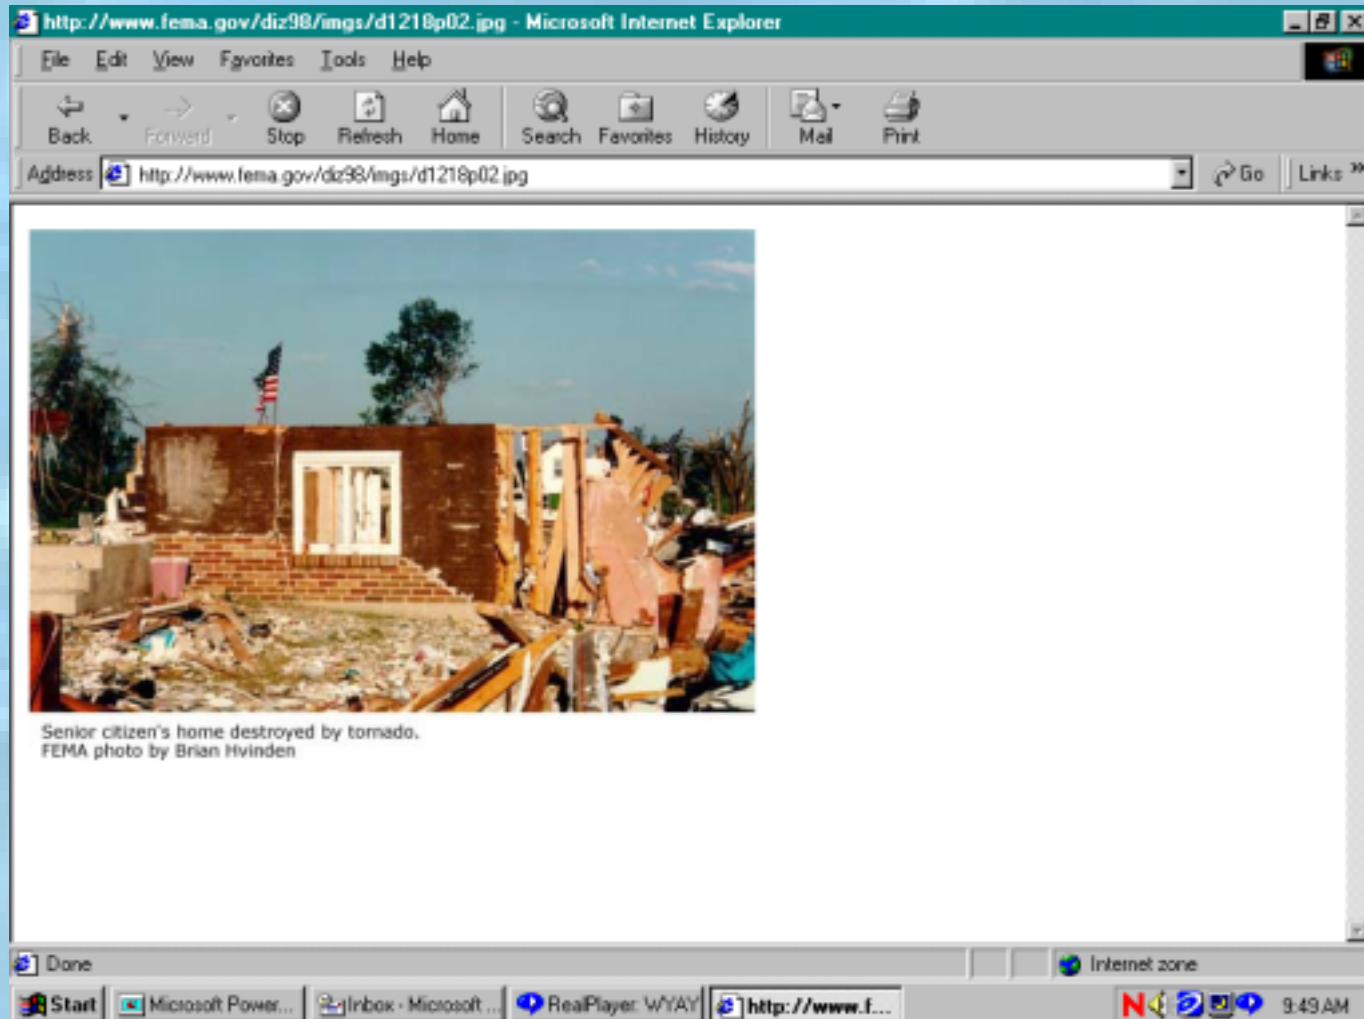 http://www.fema.gov/diz98/imgs/d1218p02.jpg - Microsoft Internet Explorer
File Edit View Favorites Tools Help
Back Forward Stop Refresh Home Search Favorites History Mail Print
Address http://www.fema.gov/diz98/imgs/d1218p02.jpg Go Links »
Senior citizen's home destroyed by tornado.
FEMA photo by Brian Hvinden
Done Internet zone
Start Microsoft Power... Inbox - Microsoft ... RealPlayer: WYAY http://www.f... N 9:49 AM